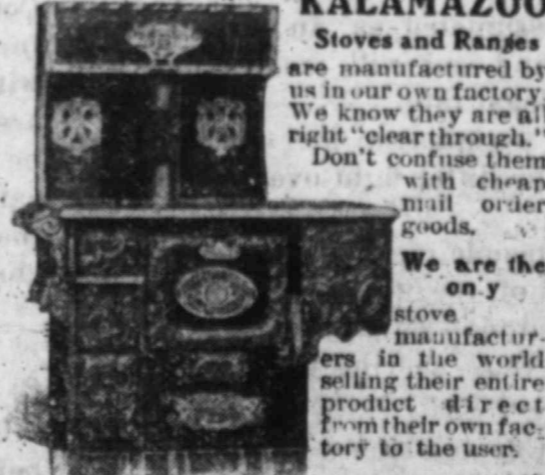 KALAMAZOO
Stoves and Ranges
are manufactured by
us in our own factory.
We know they are all
right "clear through."
Don't confuse them
with cheap
mail order
goods.
We are the
only
stove
manufactur-
ers in the world
selling their entire
product direct
from their own fac-
tory to the user.